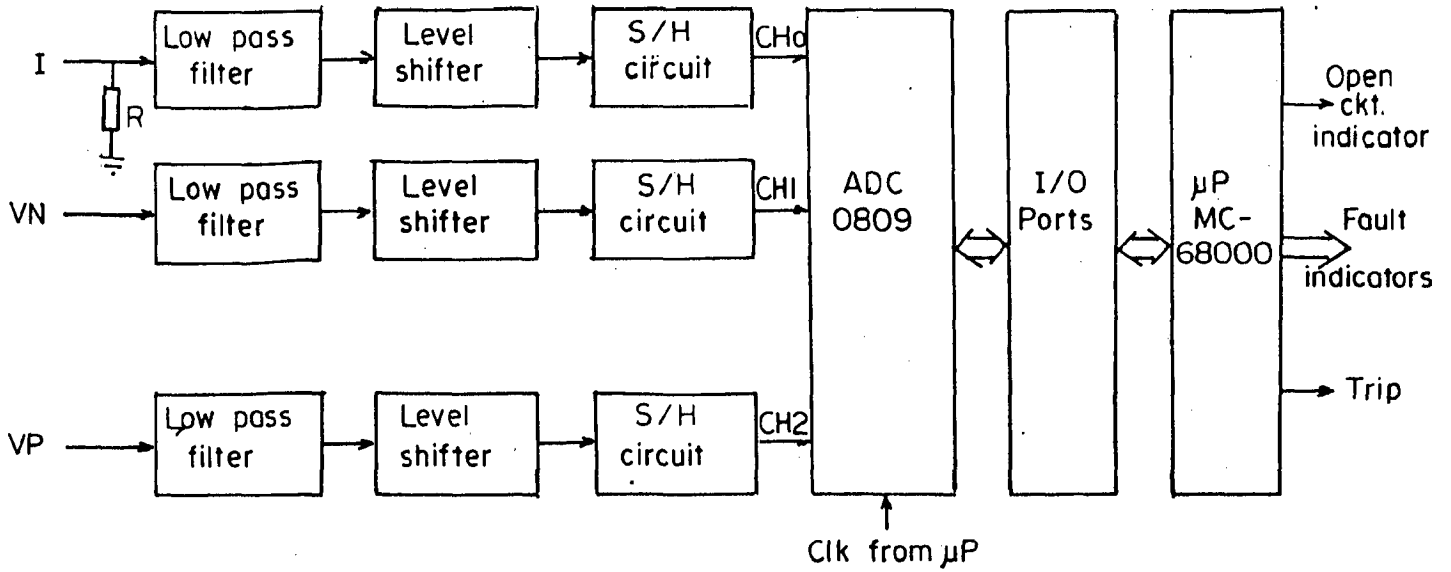 I
R
Low pass
filter
Level
shifter
S/H
circuit
CHo
VN
Low pass
filter
Level
shifter
S/H
circuit
CH1
VP
Low pass
filter
Level
shifter
S/H
circuit
CH2
ADC
0809
Clk from µP
I/O
Ports
µP
MC-
68000
Open
ckt.
indicator
Fault
indicators
Trip